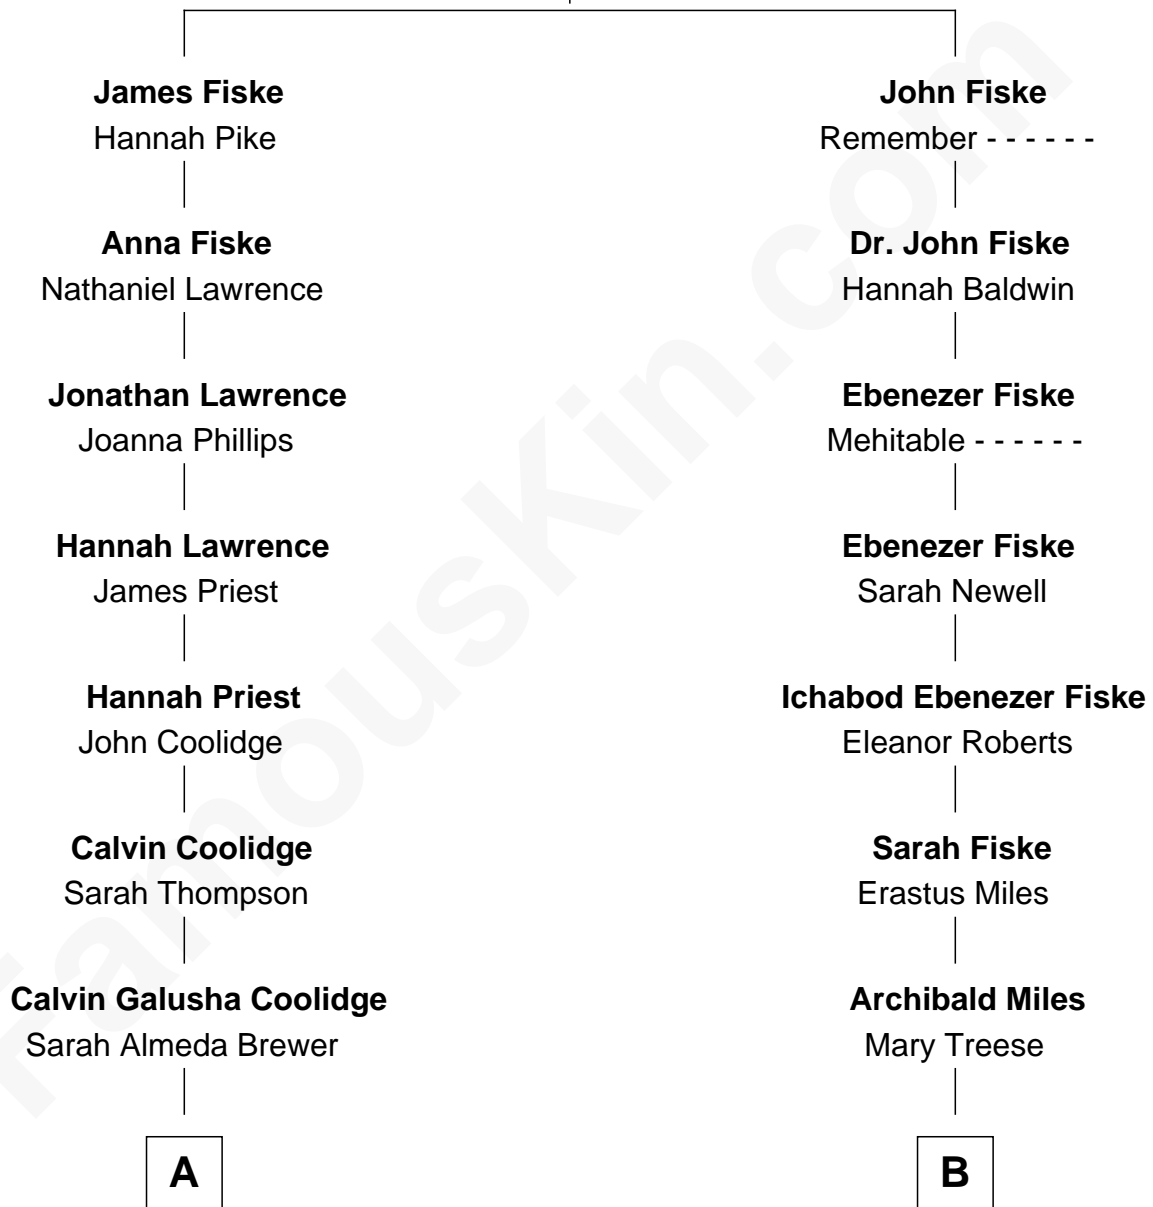 James Fiske
Hannah Pike
Anna Fiske
Nathaniel Lawrence
Jonathan Lawrence
Joanna Phillips
Hannah Lawrence
James Priest
Hannah Priest
John Coolidge
Calvin Coolidge
Sarah Thompson
Calvin Galusha Coolidge
Sarah Almeda Brewer
A
John Fiske
Remember - - - - - -
Dr. John Fiske
Hannah Baldwin
Ebenezer Fiske
Mehitable - - - - - -
Ebenezer Fiske
Sarah Newell
Ichabod Ebenezer Fiske
Eleanor Roberts
Sarah Fiske
Erastus Miles
Archibald Miles
Mary Treese
B
FamousKin.com